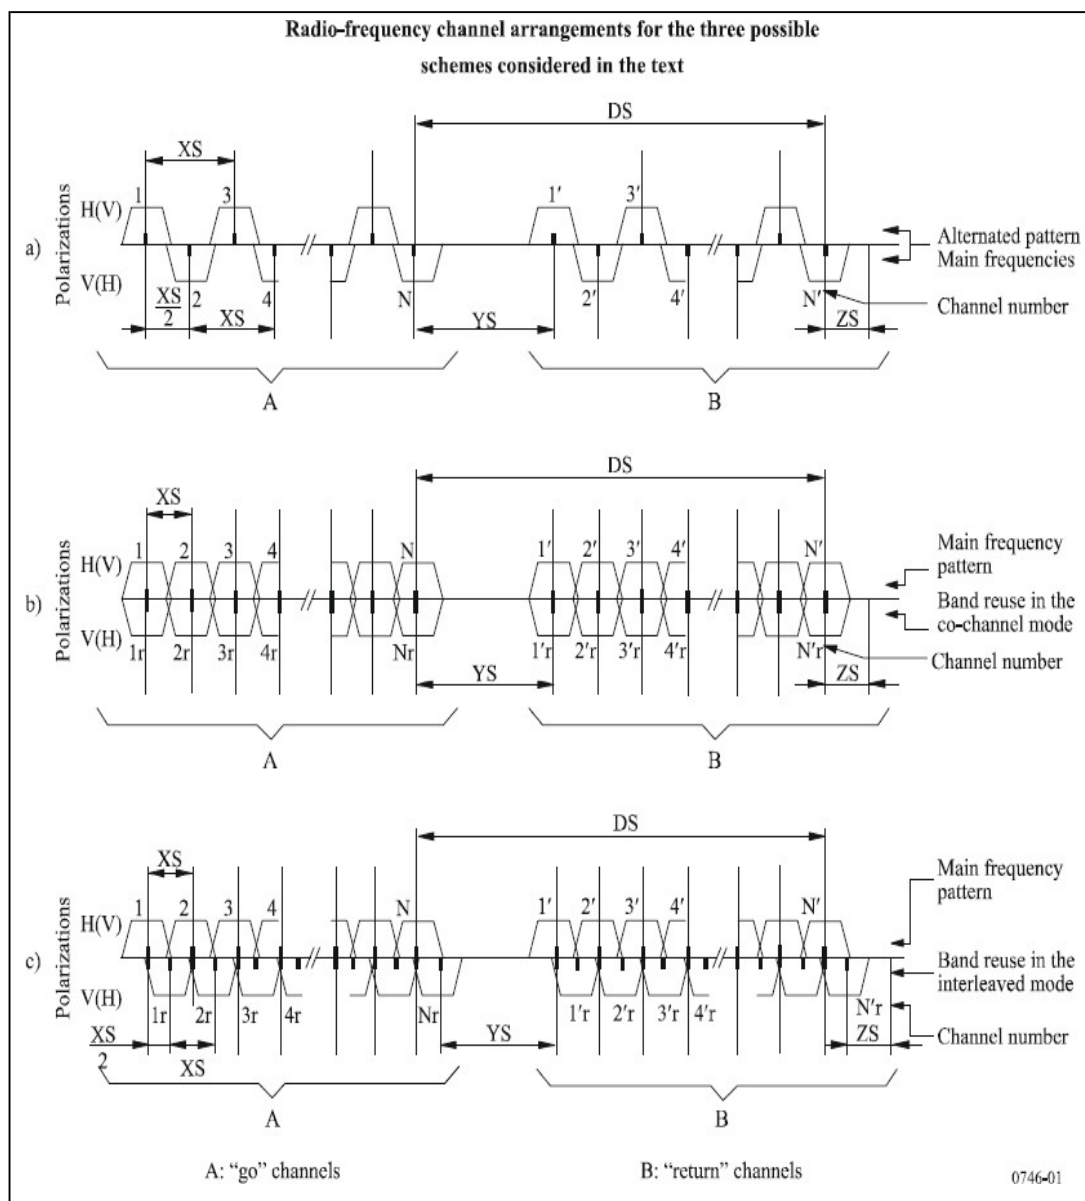 Radio-frequency channel arrangements for the three possible
schemes considered in the text
DS
XS
Polarizations
H(V)
1
3
1′
3′
a)
Alternated pattern
Main frequencies
V(H)
XS
2
2
4
N
2′
4′
N′
Channel number
XS
YS
ZS
A
B
DS
XS
Polarizations
H(V)
1
2
3
4
N
1′
2′
3′
4′
N′
Main frequency
pattern
b)
Band reuse in the
co-channel mode
V(H)
1r
2r
3r
4r
Nr
1′r
2′r
3′r
4′r
N′r
Channel number
YS
ZS
A
B
DS
XS
Polarizations
H(V)
1
2
3
4
N
1′
2′
3′
4′
N′
Main frequency
pattern
c)
Band reuse in the
interleaved mode
V(H)
1r
2r
3r
4r
Nr
1′r
2′r
3′r
4′r
N′r
XS
2
XS
YS
ZS
Channel number
A
B
A: “go” channels
B: “return” channels
0746-01